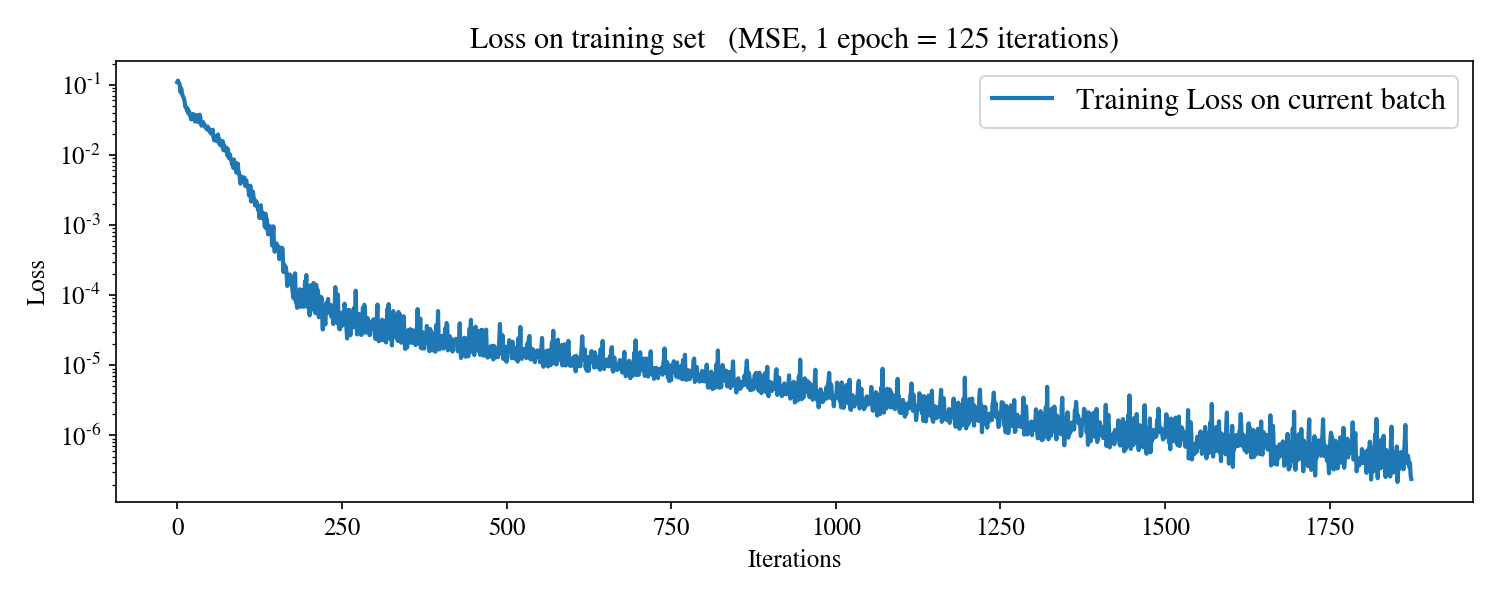 Loss on training set (MSE, 1 epoch = 125 iterations)
Training Loss on current batch
Loss
10-1
10-2
10-3
10-4
10-5
10-6
0 250 500 750 1000 1250 1500 1750
Iterations